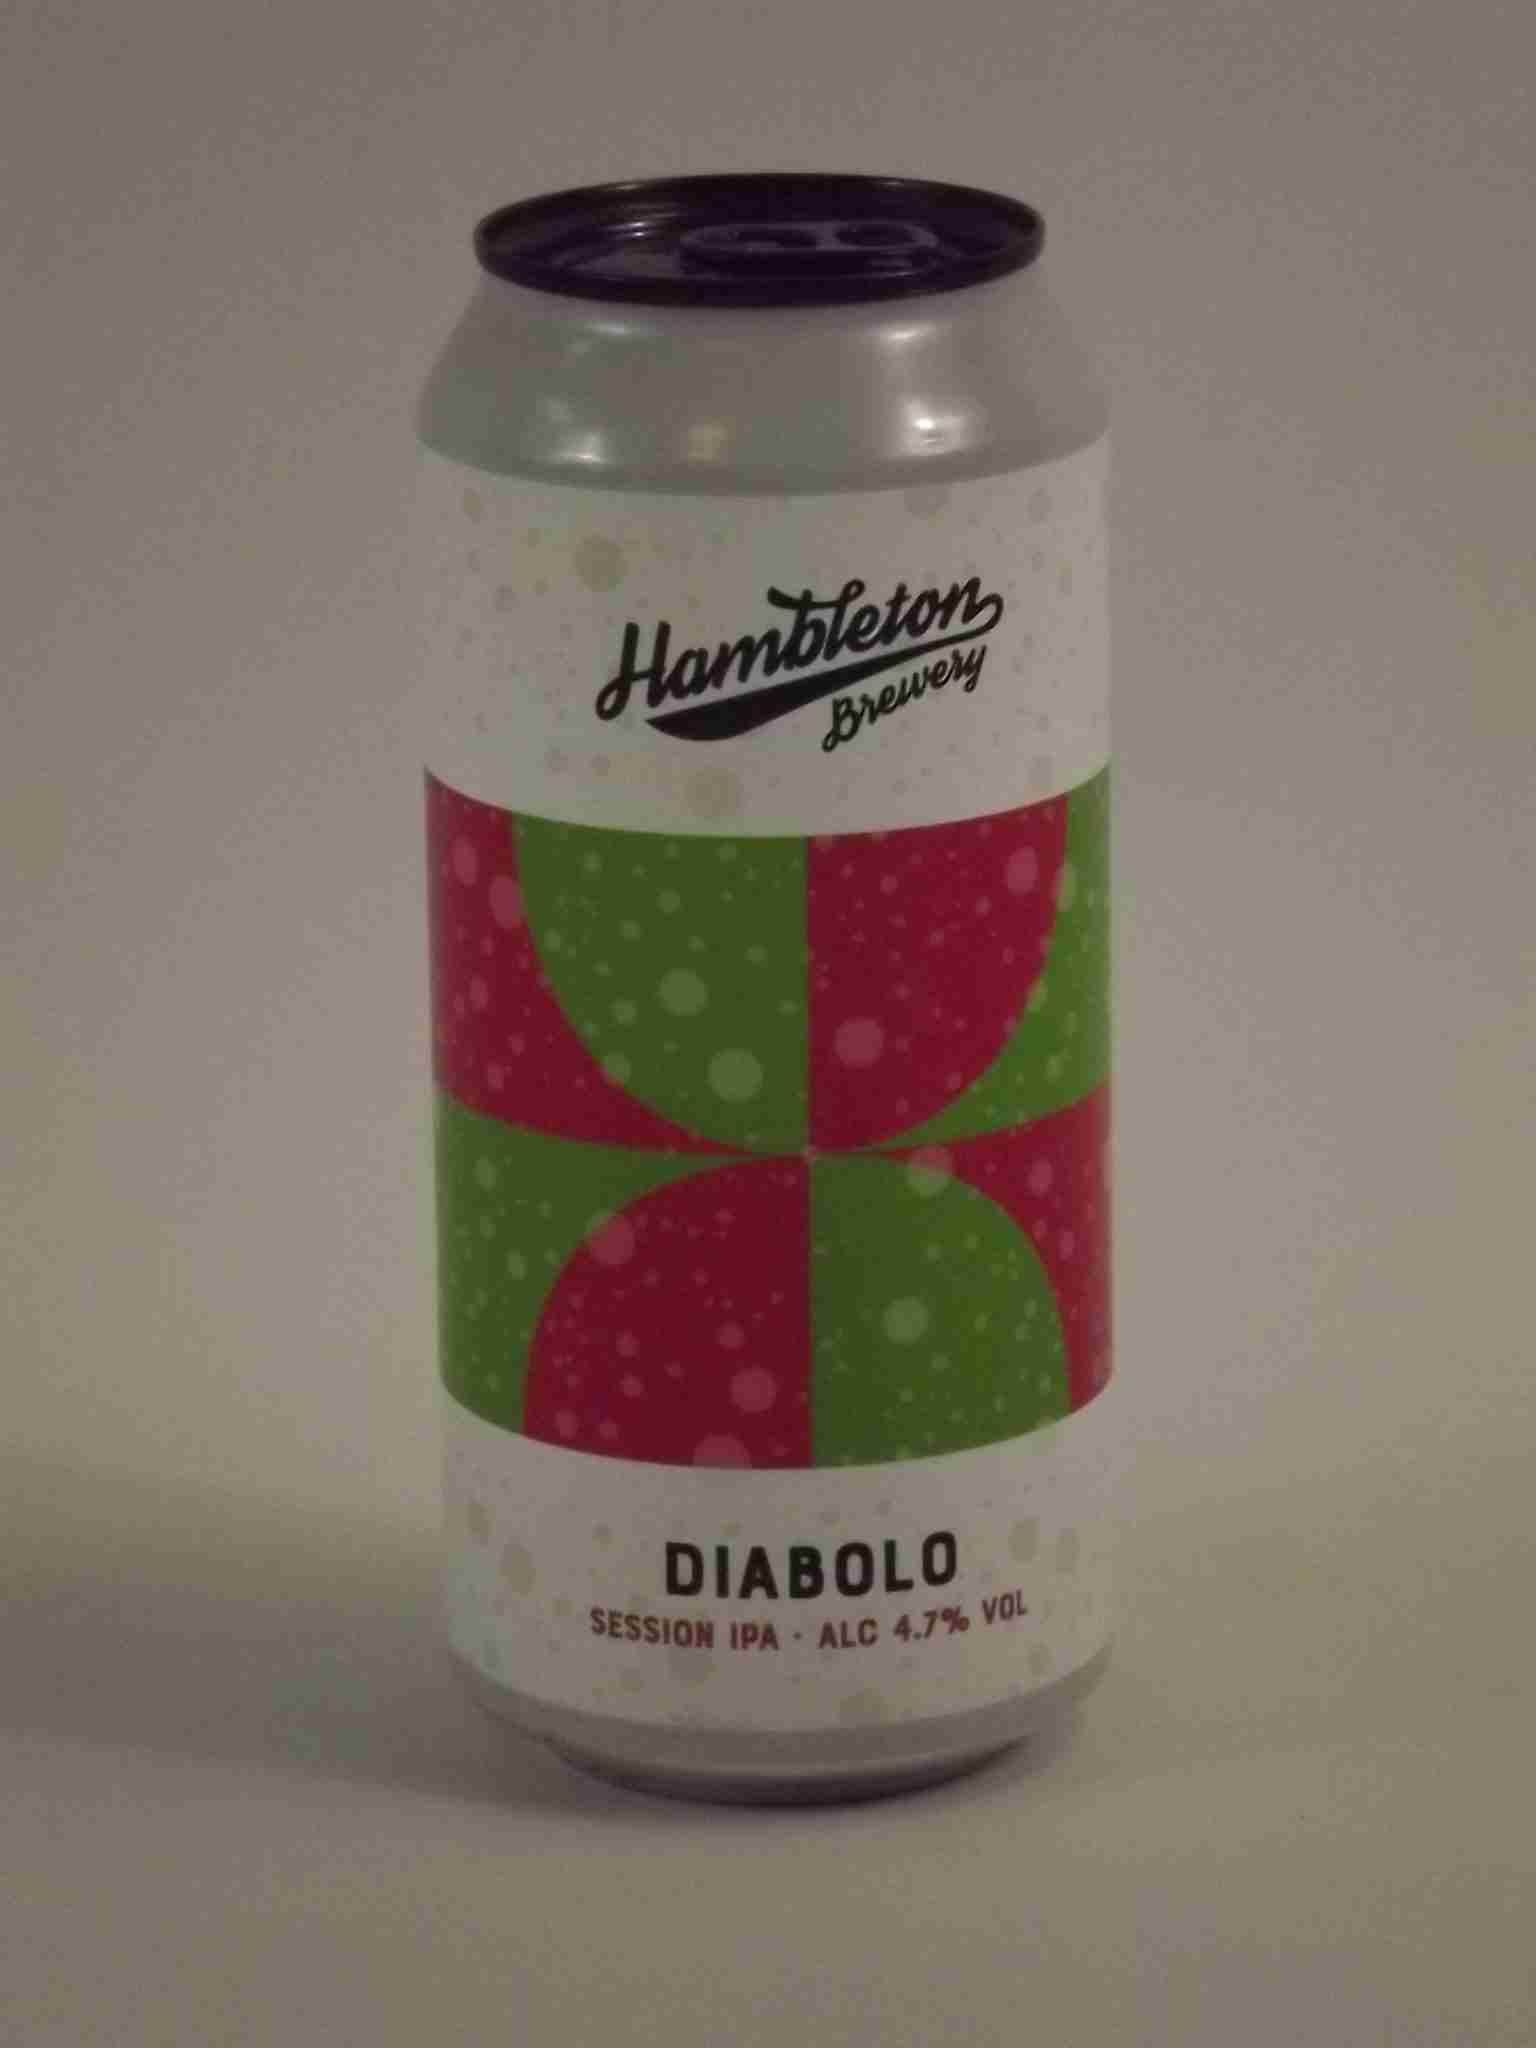 Hambleton
Brewery
DIABOLO
SESSION IPA · ALC 4.7% VOL